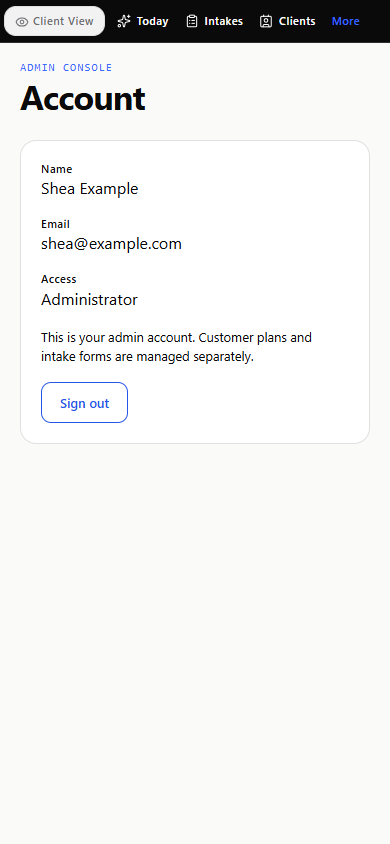 Client View Today Intakes Clients More
ADMIN CONSOLE
Account
Name
Shea Example
Email
shea@example.com
Access
Administrator
This is your admin account. Customer plans and
intake forms are managed separately.
Sign out